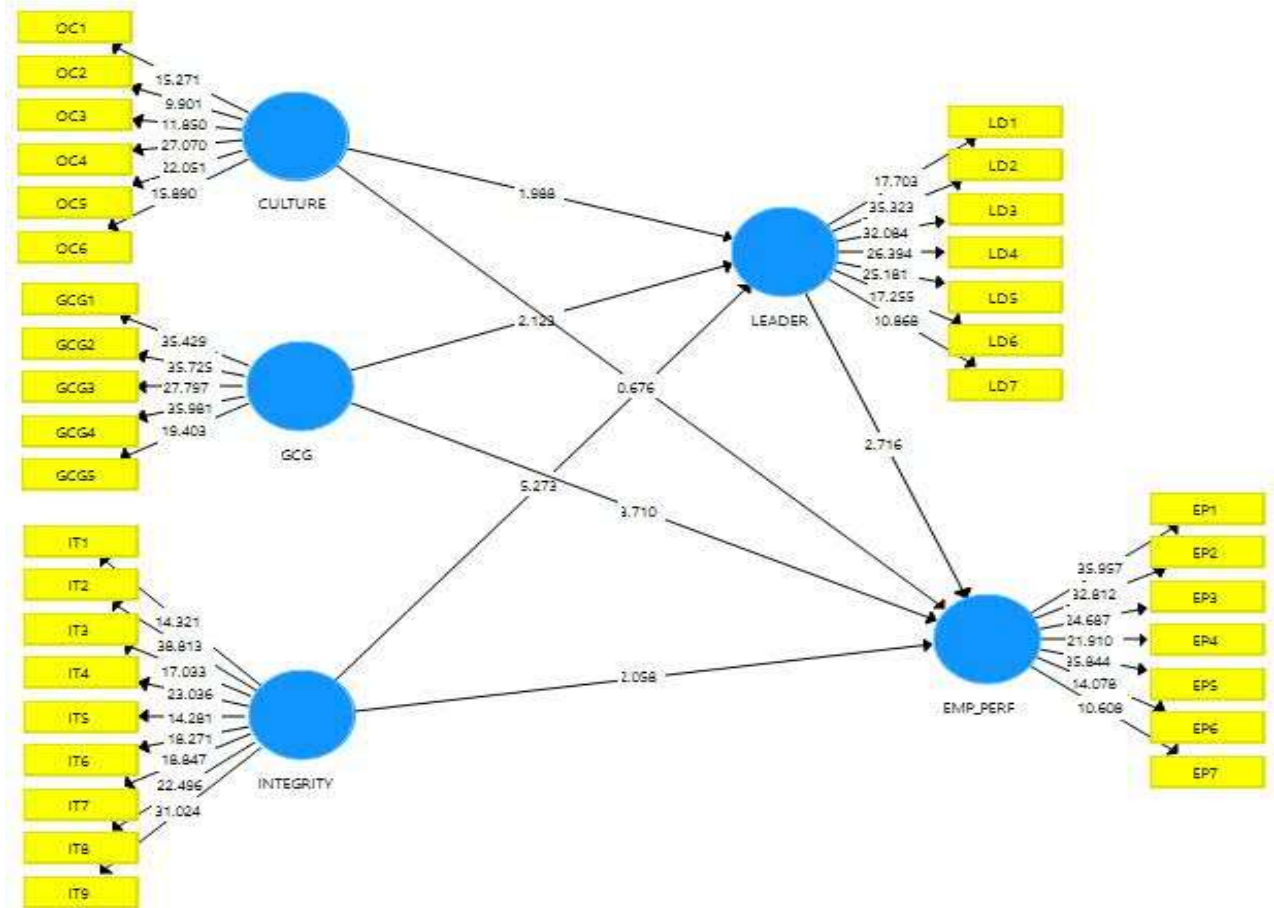 OC1
OC2
OC3
OC4
OC5
OC6
15.271
9.901
11.850
27.070
22.051
15.890
CULTURE
GCG1
GCG2
GCG3
GCG4
GCG5
35.429
35.725
27.797
35.981
19.403
GCG
IT1
IT2
IT3
IT4
IT5
IT6
IT7
IT8
IT9
14.321
38.813
17.033
23.036
14.281
18.271
18.847
22.496
31.024
INTEGRITY
1.988
2.123
0.676
5.273
3.710
2.058
2.716
LEADER
17.703
35.323
32.084
26.394
25.181
17.255
10.868
LD1
LD2
LD3
LD4
LD5
LD6
LD7
EMP_PERF
35.957
32.812
24.687
21.910
35.844
14.078
10.608
EP1
EP2
EP3
EP4
EP5
EP6
EP7